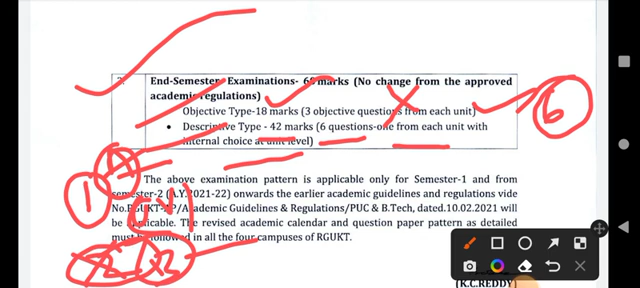 2. End-Semester Examinations- 60 marks (No change from the approved
academic regulations)
Objective Type-18 marks (3 objective questions from each unit)
• Descriptive Type - 42 marks (6 questions-one from each unit with
internal choice at unit level)
6
1
The above examination pattern is applicable only for Semester-1 and from
semester-2 (A.Y.2021-22) onwards the earlier academic guidelines and regulations vide
No.RGUKT-AP/Academic Guidelines & Regulations/PUC & B.Tech, dated.10.02.2021 will
be applicable. The revised academic calendar and question paper pattern as detailed
must be followed in all the four campuses of RGUKT.
(K.C.REDDY)